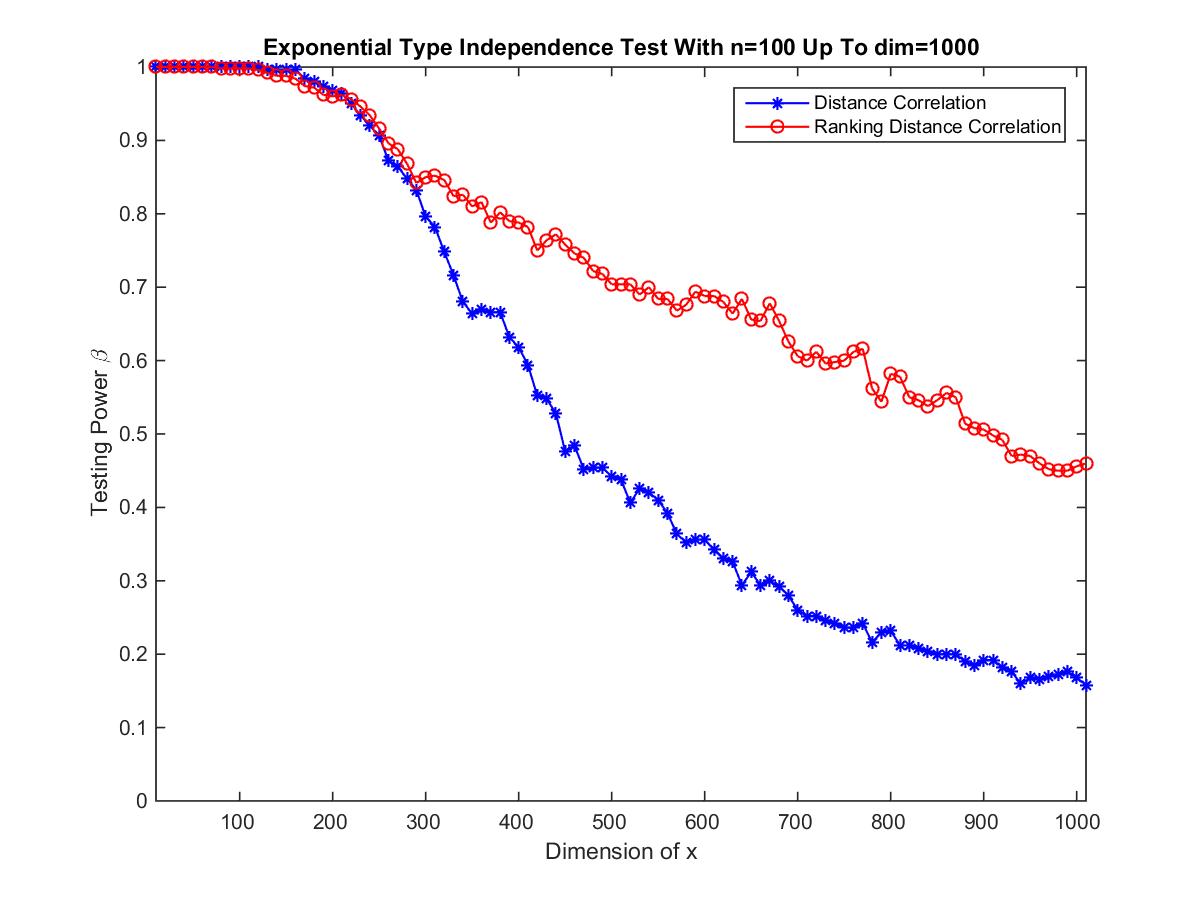 Exponential Type Independence Test With n=100 Up To dim=1000
Distance Correlation
Ranking Distance Correlation
Testing Power β
1
0.9
0.8
0.7
0.6
0.5
0.4
0.3
0.2
0.1
0
100 200 300 400 500 600 700 800 900 1000
Dimension of x